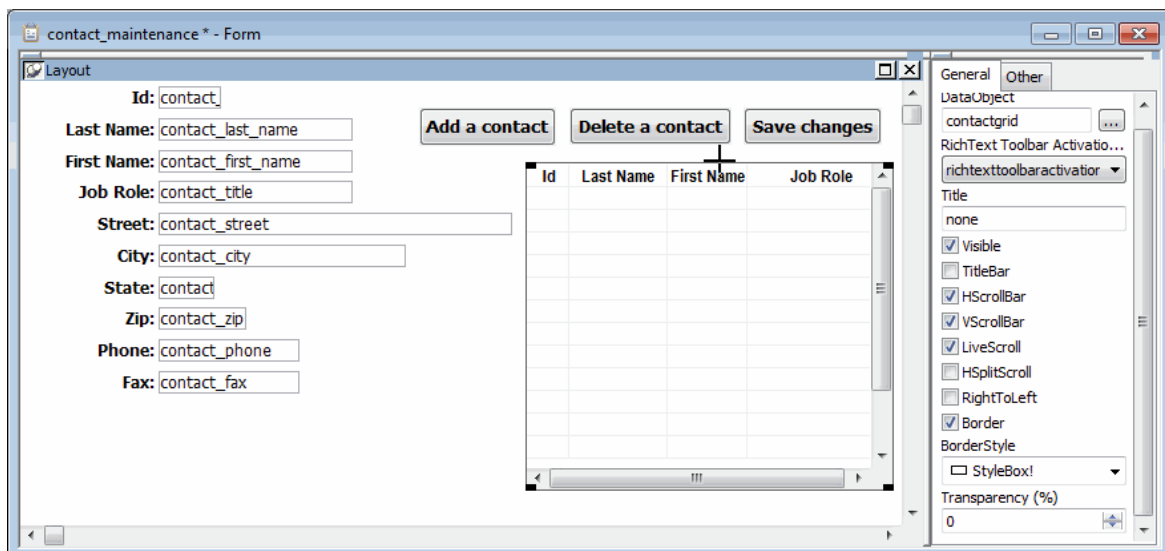 contact_maintenance * - Form
Layout
Id: contact_
Last Name: contact_last_name
First Name: contact_first_name
Job Role: contact_title
Street: contact_street
City: contact_city
State: contact
Zip: contact_zip
Phone: contact_phone
Fax: contact_fax
Add a contact Delete a contact Save changes
Id Last Name First Name Job Role
General Other
DataObject
contactgrid ...
RichText Toolbar Activatio...
richtexttoolbaractivation
Title
none
Visible
TitleBar
HScrollBar
VScrollBar
LiveScroll
HSplitScroll
RightToLeft
Border
BorderStyle
StyleBox!
Transparency (%)
0